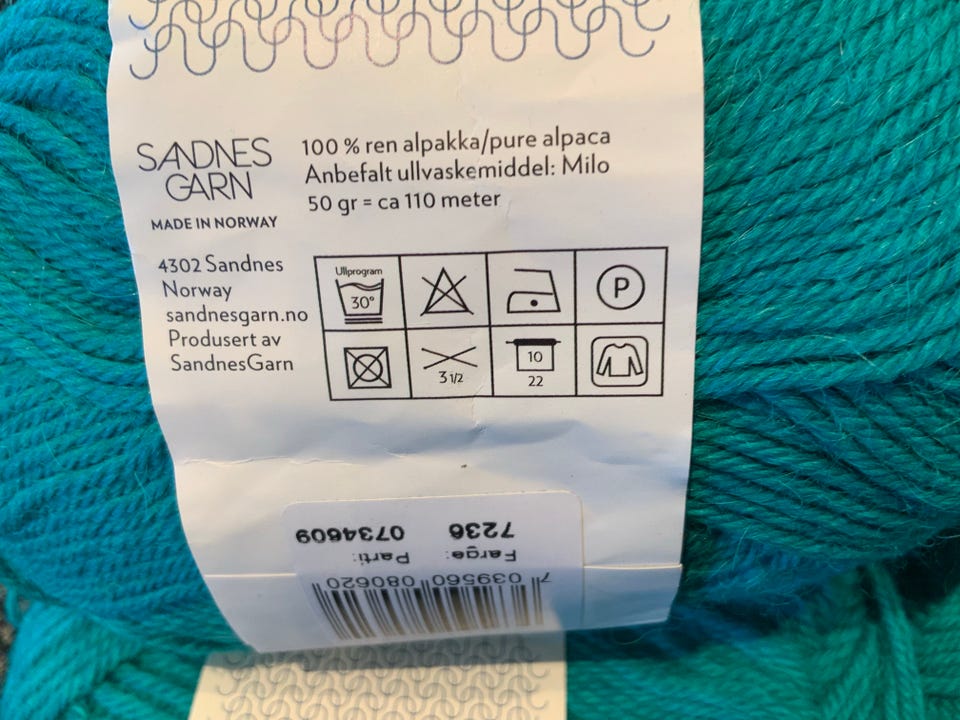 SANDNES
GARN
MADE IN NORWAY
4302 Sandnes
Norway
sandnesgarn.no
Produsert av
SandnesGarn
100 % ren alpakka/pure alpaca
Anbefalt ullvaskemiddel: Milo
50 gr = ca 110 meter
Ullprogram
30°
P
3 1/2
10
22
Farge: Parti:
7236 0734609
7 039560 080620